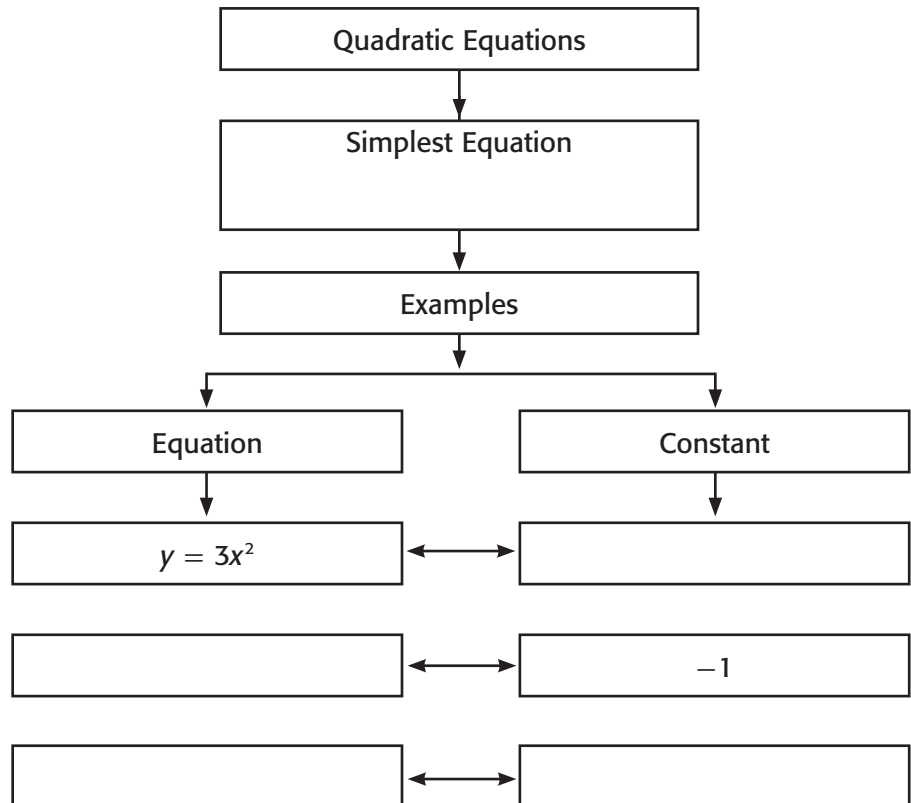 Quadratic Equations
Simplest Equation
Examples
Equation
Constant
y = 3x²
−1